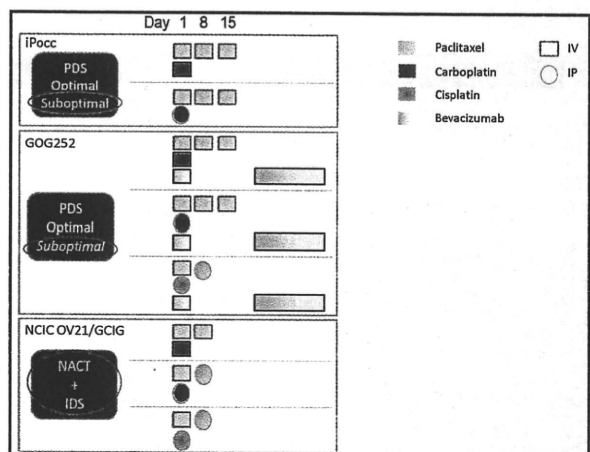 Day 1 8 15
iPocc
PDS
Optimal
Suboptimal
GOG252
PDS
Optimal
Suboptimal
NCIC OV21/GCIG
NACT
+
IDS
Paclitaxel
Carboplatin
Cisplatin
Bevacizumab
IV
IP